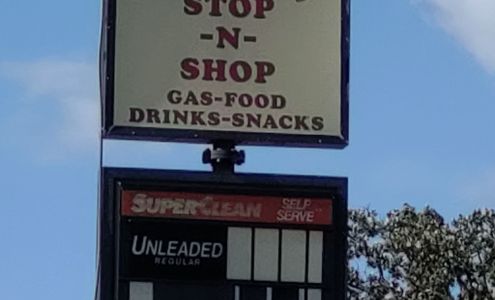 STOP
-N-
SHOP
GAS-FOOD
DRINKS-SNACKS
SUPERCLEAN SELF SERVE
UNLEADED
REGULAR